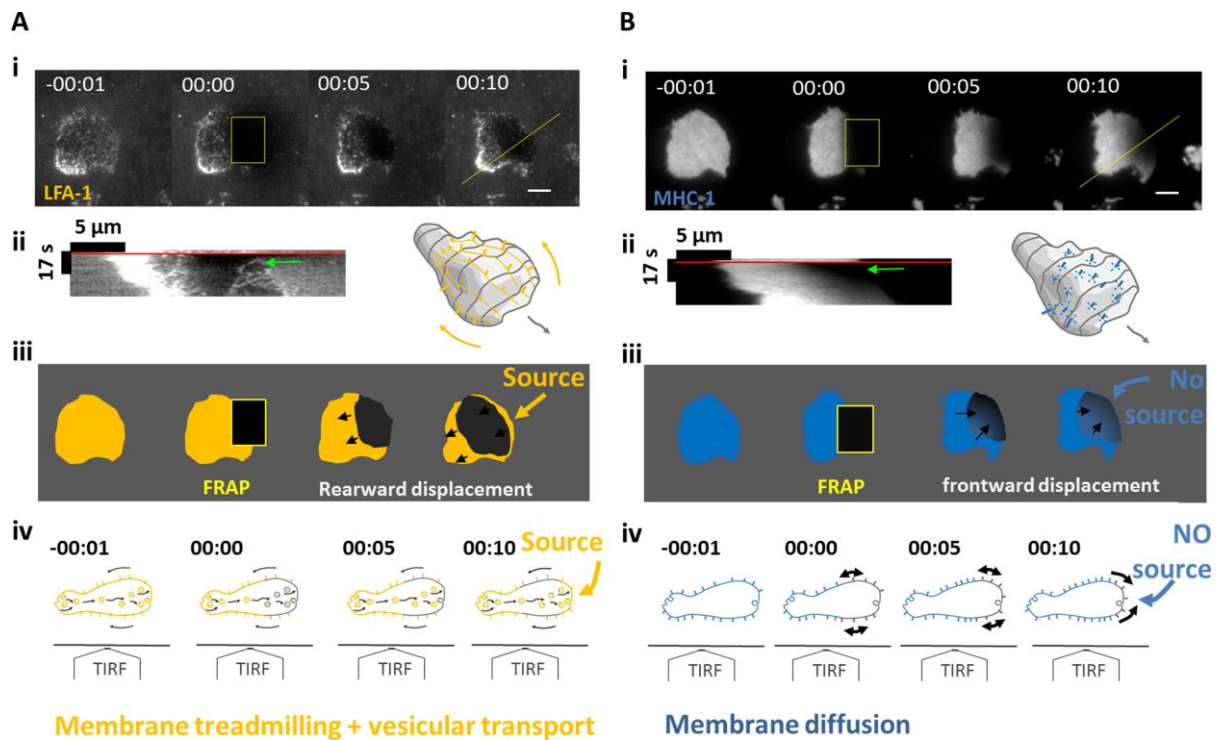 A
i
-00:01 00:00 00:05 00:10
LFA-1
ii
5 µm
17 s
iii
Source
FRAP Rearward displacement
iv
-00:01 00:00 00:05 00:10 Source
TIRF TIRF TIRF TIRF
Membrane treadmilling + vesicular transport
B
i
-00:01 00:00 00:05 00:10
MHC-1
ii
5 µm
17 s
iii
No
source
FRAP frontward displacement
iv
-00:01 00:00 00:05 00:10 NO
source
TIRF TIRF TIRF TIRF
Membrane diffusion